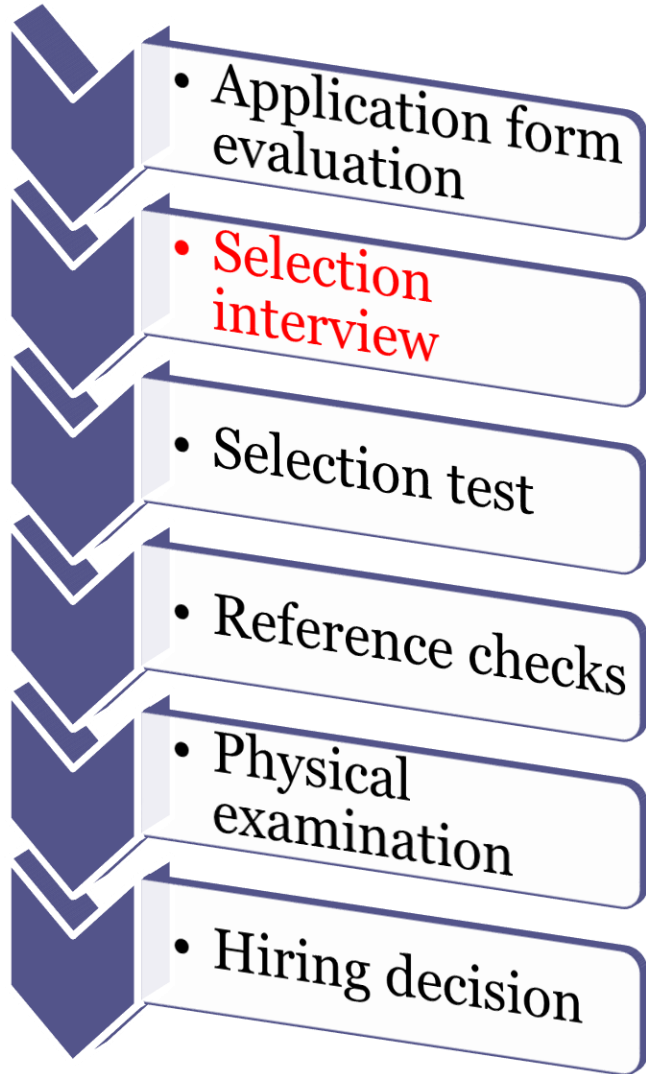 • Application form
evaluation
• Selection
interview
• Selection test
• Reference checks
• Physical
examination
• Hiring decision